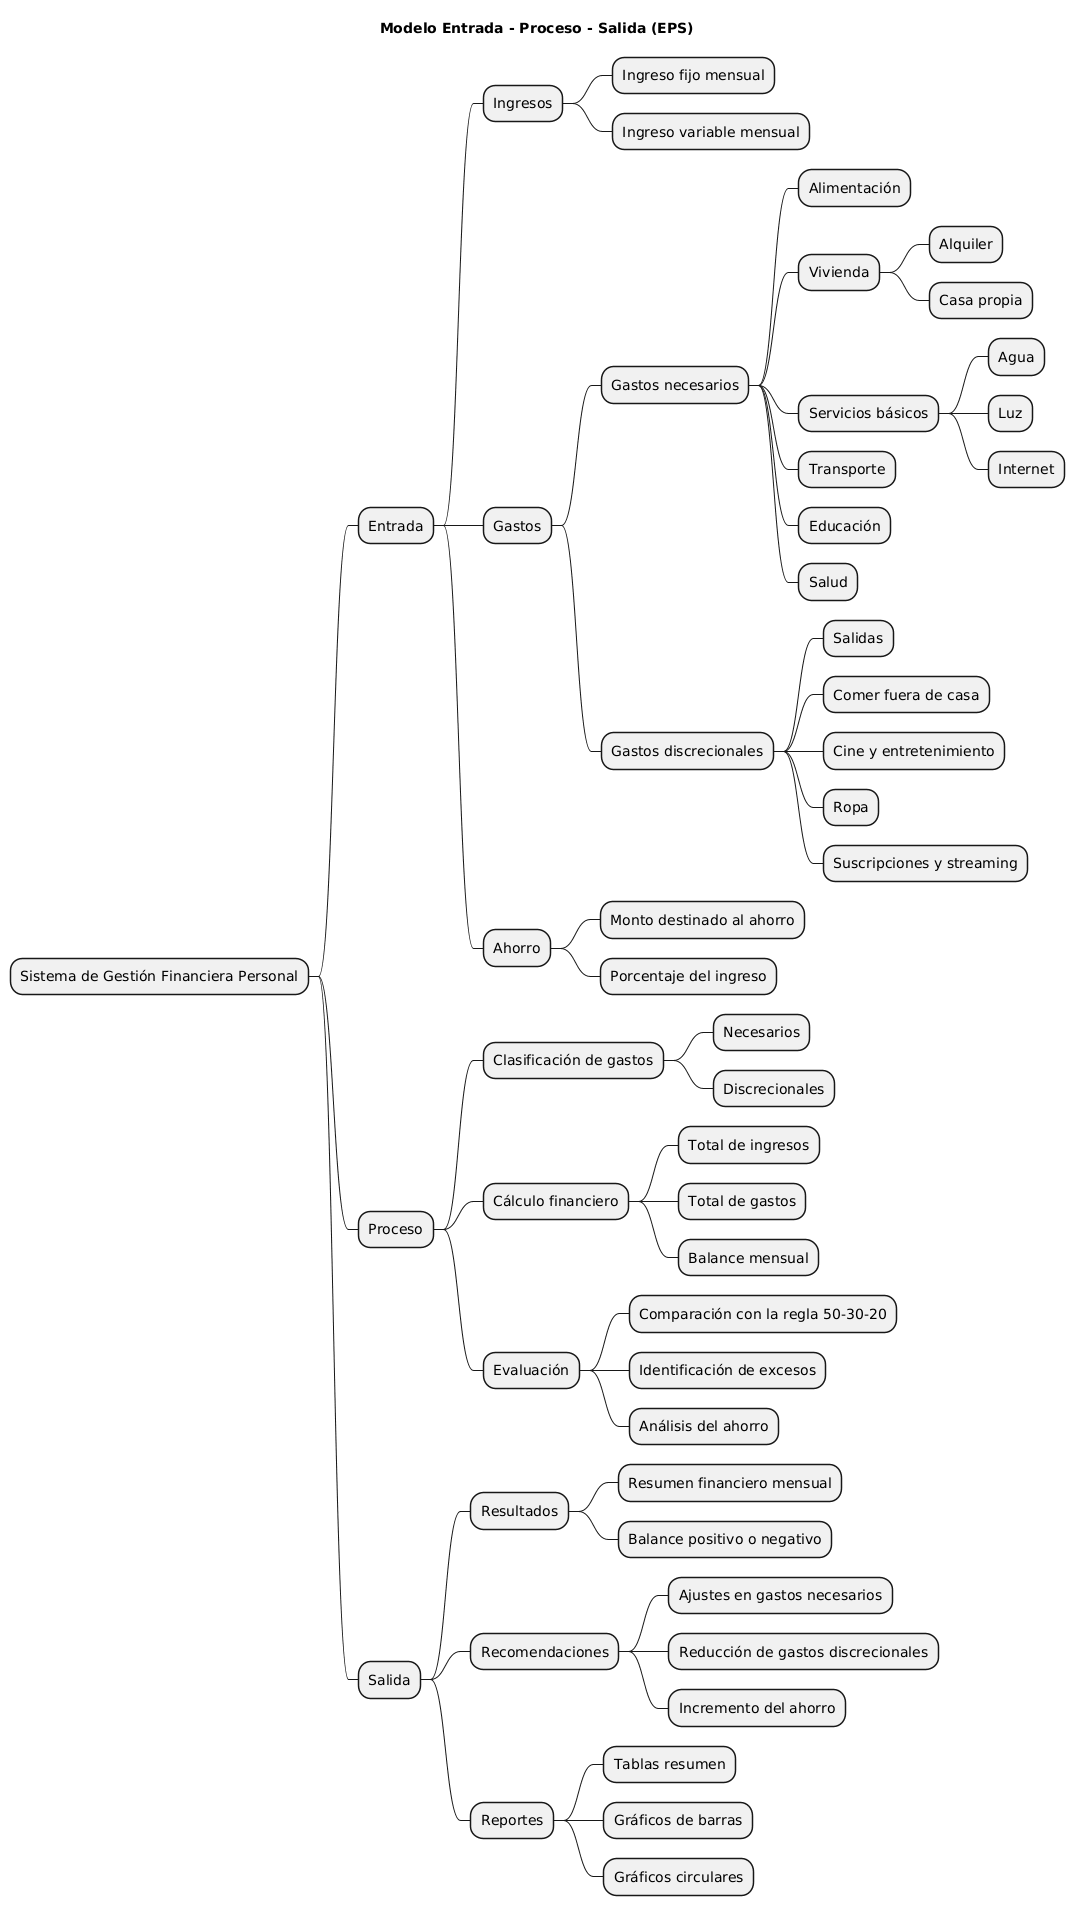 Modelo Entrada - Proceso - Salida (EPS)
Sistema de Gestión Financiera Personal
Entrada
Ingresos
Ingreso fijo mensual
Ingreso variable mensual
Gastos
Gastos necesarios
Alimentación
Vivienda
Alquiler
Casa propia
Servicios básicos
Agua
Luz
Internet
Transporte
Educación
Salud
Gastos discrecionales
Salidas
Comer fuera de casa
Cine y entretenimiento
Ropa
Suscripciones y streaming
Ahorro
Monto destinado al ahorro
Porcentaje del ingreso
Proceso
Clasificación de gastos
Necesarios
Discrecionales
Cálculo financiero
Total de ingresos
Total de gastos
Balance mensual
Evaluación
Comparación con la regla 50-30-20
Identificación de excesos
Análisis del ahorro
Salida
Resultados
Resumen financiero mensual
Balance positivo o negativo
Recomendaciones
Ajustes en gastos necesarios
Reducción de gastos discrecionales
Incremento del ahorro
Reportes
Tablas resumen
Gráficos de barras
Gráficos circulares